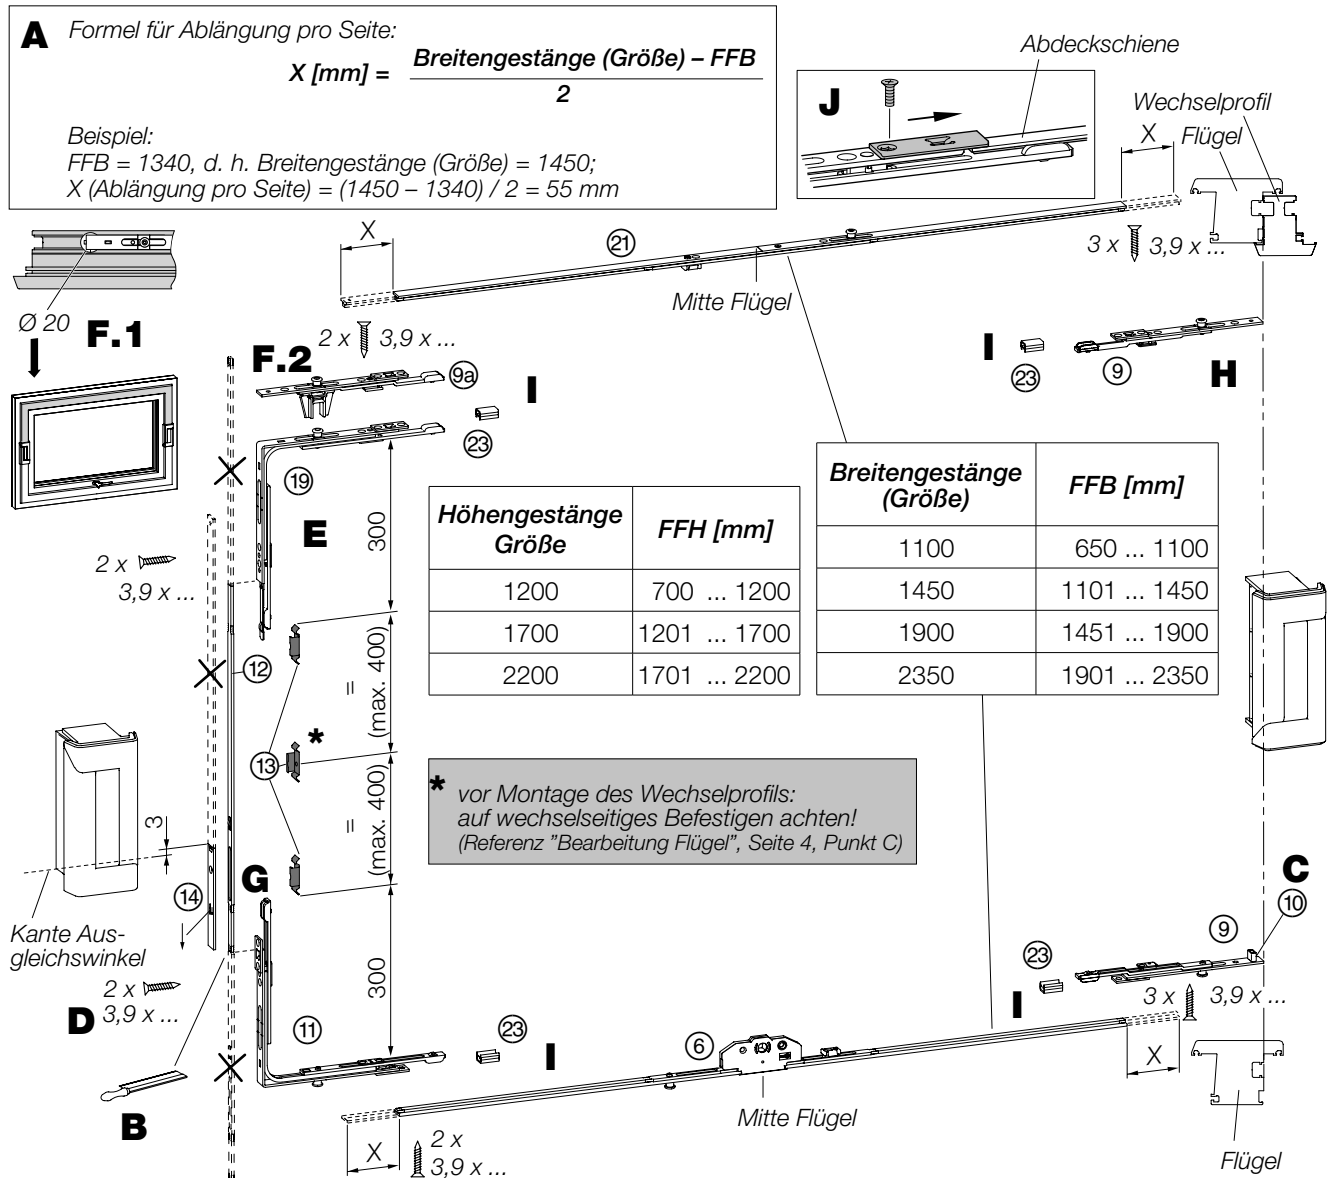 A Formel für Ablängung pro Seite:
X [mm] = Breitengestänge (Größe) – FFB
2
Beispiel:
FFB = 1340, d. h. Breitengestänge (Größe) = 1450;
X (Ablängung pro Seite) = (1450 – 1340) / 2 = 55 mm
Abdeckschiene
J
Wechselprofil
Flügel
X
X
21
3 x 3,9 x ...
Mitte Flügel
Ø 20
F.1
F.2
2 x 3,9 x ...
9a
I
23
I
23
9
H
19
E
300
2 x
3,9 x ...
Höhengestänge
Größe
FFH [mm]
1200 700 ... 1200
1700 1201 ... 1700
2200 1701 ... 2200
Breitengestänge
(Größe)
FFB [mm]
1100 650 ... 1100
1450 1101 ... 1450
1900 1451 ... 1900
2350 1901 ... 2350
12
=
(max. 400)
*
13
=
(max. 400)
* vor Montage des Wechselprofils:
auf wechselseitiges Befestigen achten!
(Referenz ”Bearbeitung Flügel”, Seite 4, Punkt C)
3
14
G
Kante Aus-
gleichswinkel
2 x
D 3,9 x ...
300
C
10
9
23
I
3 x 3,9 x ...
11
23
I
6
X
B
Mitte Flügel
X
2 x
3,9 x ...
Flügel